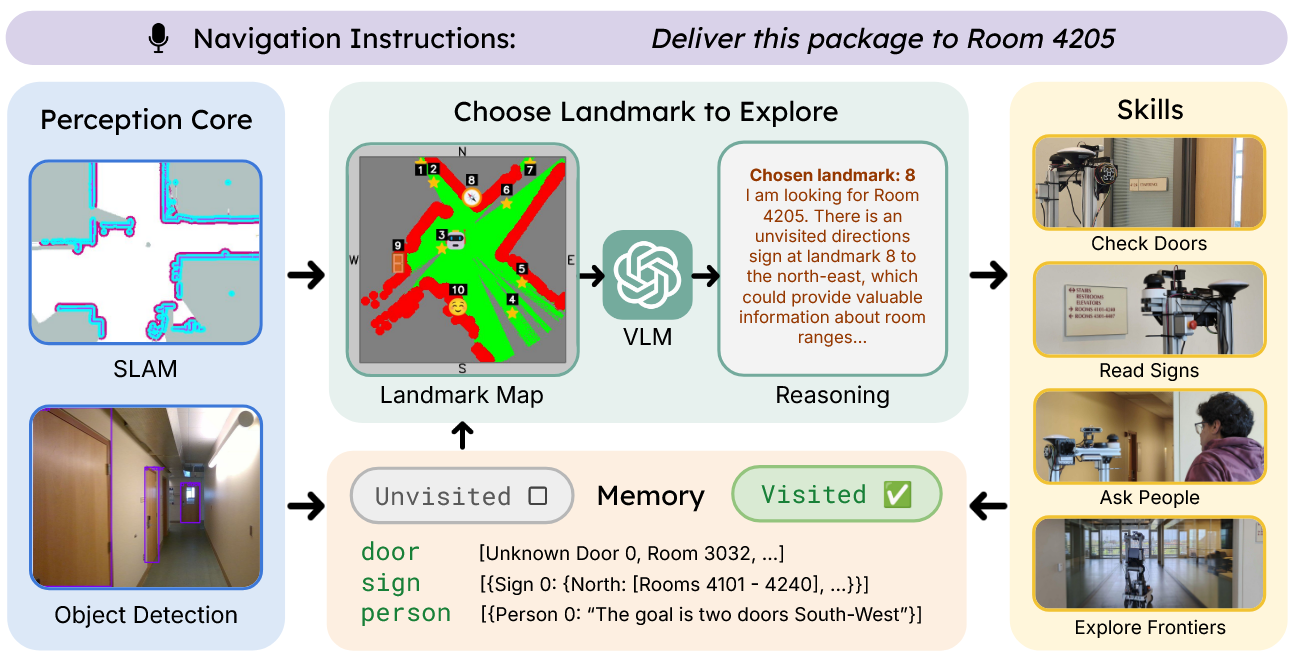 Navigation Instructions: Deliver this package to Room 4205
Perception Core
SLAM
Object Detection
Choose Landmark to Explore
N
1 2
7
8
6
3
W
9
E
5
10
4
S
Landmark Map
VLM
Chosen landmark: 8
I am looking for Room
4205. There is an
unvisited directions
sign at landmark 8 to
the north-east, which
could provide valuable
information about room
ranges...
Reasoning
Unvisited
Memory
Visited
door [Unknown Door 0, Room 3032, ...]
sign [{Sign 0: {North: [Rooms 4101 - 4240], ...}}]
person [{Person 0: “The goal is two doors South-West”}]
Skills
Check Doors
STAIRS
RESTROOMS
ELEVATORS
Read Signs
Ask People
Explore Frontiers